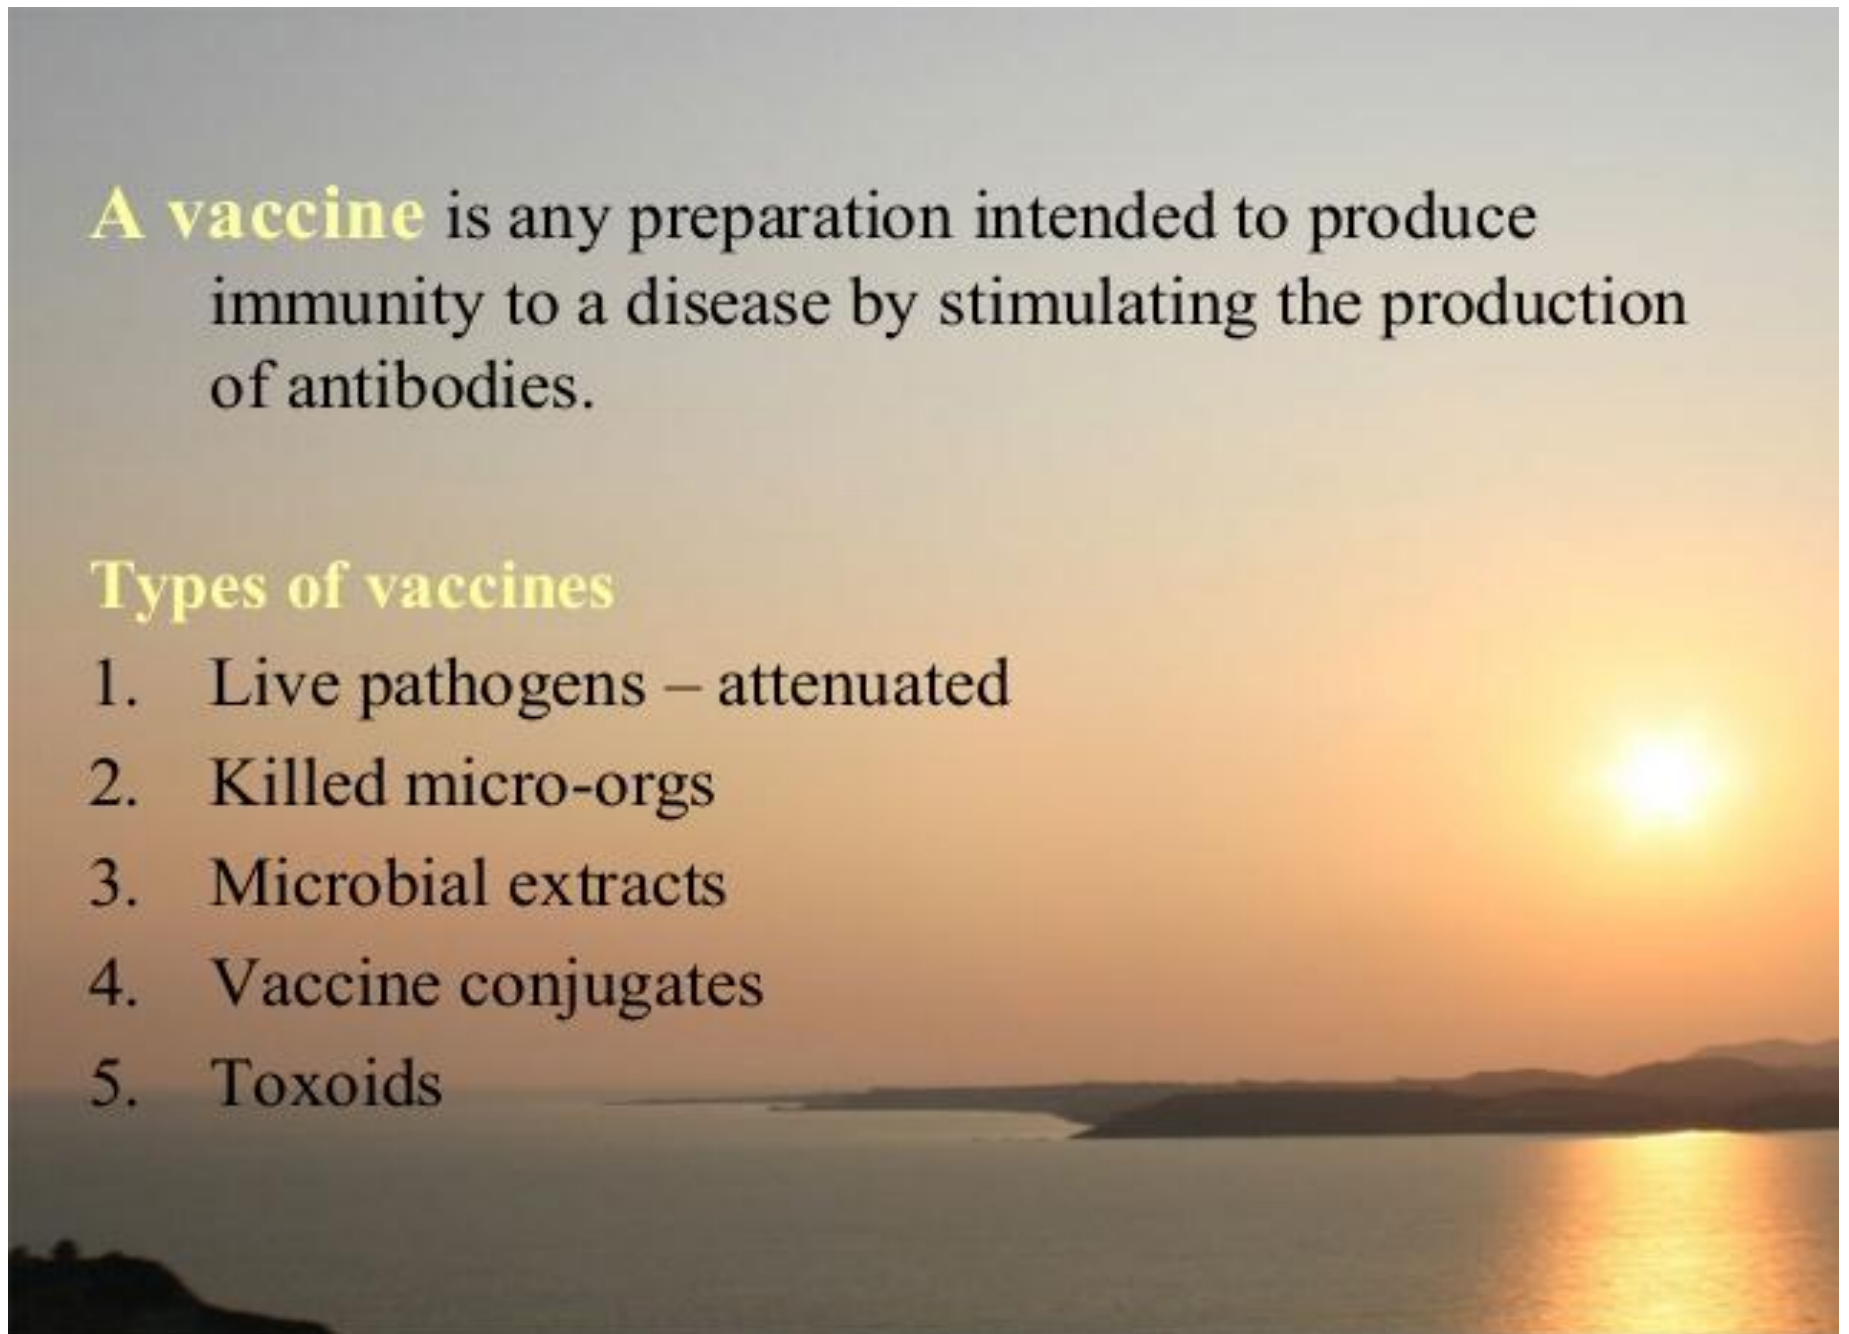 A vaccine is any preparation intended to produce
immunity to a disease by stimulating the production
of antibodies.
Types of vaccines
1. Live pathogens – attenuated
2. Killed micro-orgs
3. Microbial extracts
4. Vaccine conjugates
5. Toxoids